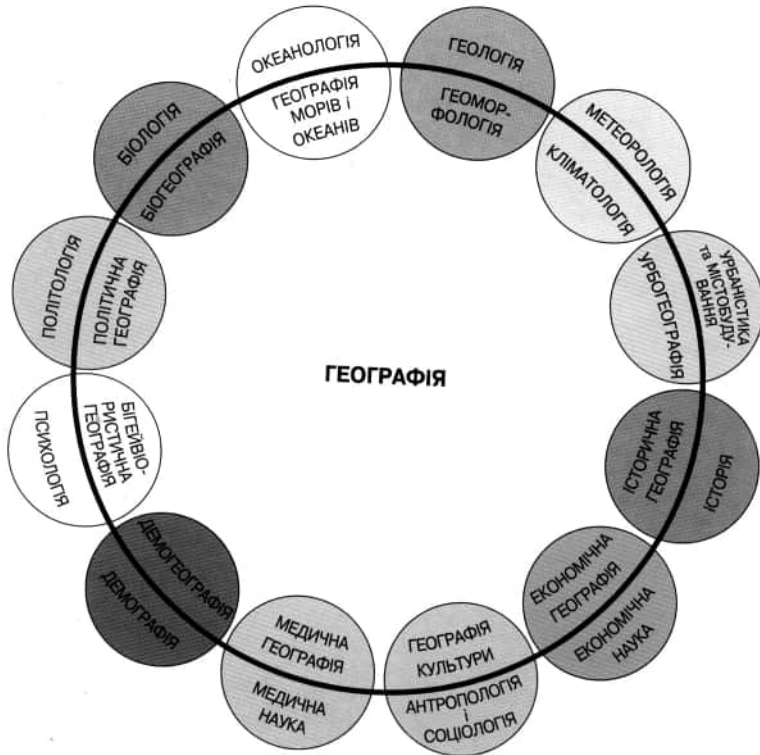 ОКЕАНОЛОГІЯ
ГЕОГРАФІЯ
МОРІВ і
ОКЕАНІВ
ГЕОЛОГІЯ
ГЕОМОР-
ФОЛОГІЯ
МЕТЕОРОЛОГІЯ
КЛІМАТОЛОГІЯ
УРБАНІСТИКА
та МІСТОБУДУ-
ВАННЯ
УРБОГЕОГРАФІЯ
ІСТОРИЧНА
ГЕОГРАФІЯ
ІСТОРІЯ
ЕКОНОМІЧНА
ГЕОГРАФІЯ
ЕКОНОМІЧНА
НАУКА
ГЕОГРАФІЯ
КУЛЬТУРИ
АНТРОПОЛОГІЯ
і
СОЦІОЛОГІЯ
МЕДИЧНА
ГЕОГРАФІЯ
МЕДИЧНА
НАУКА
ДЕМОГЕОГРАФІЯ
ДЕМОГРАФІЯ
БІГЕЙВІО-
РИСТИЧНА
ГЕОГРАФІЯ
ПСИХОЛОГІЯ
ПОЛІТОЛОГІЯ
ПОЛІТИЧНА
ГЕОГРАФІЯ
БІОЛОГІЯ
БІОГЕОГРАФІЯ
ГЕОГРАФІЯ